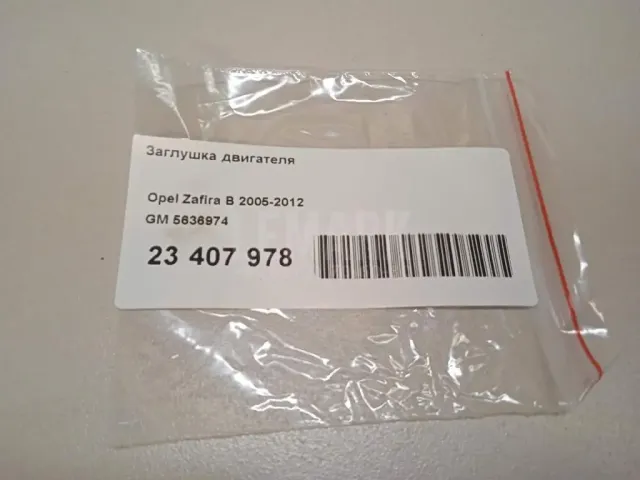 Заглушка двигателя
Opel Zafira B 2005-2012
GM 5636974
23 407 978